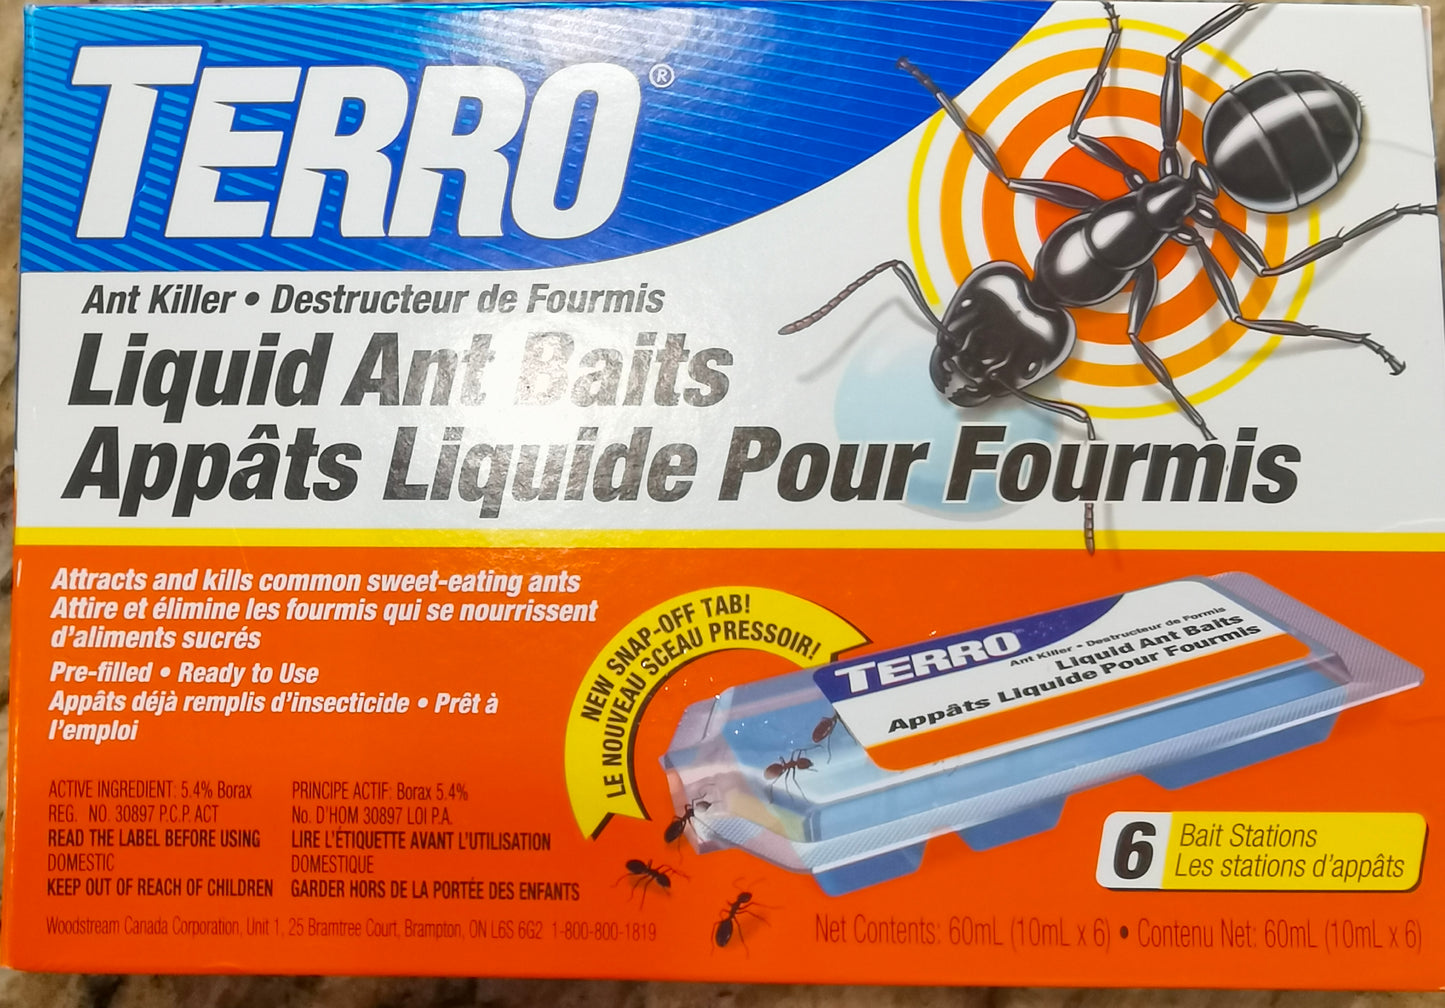 TERRO®
Ant Killer • Destructeur de Fourmis
Liquid Ant Baits
Appâts Liquide Pour Fourmis
Attracts and kills common sweet-eating ants
Attire et élimine les fourmis qui se nourrissent
d'aliments sucrés
Pre-filled • Ready to Use
Appâts déjà remplis d'insecticide • Prêt à
l'emploi
NEW SNAP-OFF TAB!
LE NOUVEAU SCEAU PRESSOIR!
TERRO
Ant Killer • Destructeur de Formis
Liquid Ant Baits
Appâts Liquide Pour Fourmis
ACTIVE INGREDIENT: 5.4% Borax
REG. NO. 30897 P.C.P. ACT
READ THE LABEL BEFORE USING
DOMESTIC
KEEP OUT OF REACH OF CHILDREN
PRINCIPE ACTIF: Borax 5.4%
No. D'HOM 30897 LOI P.A.
LIRE L'ÉTIQUETTE AVANT L'UTILISATION
DOMESTIQUE
GARDER HORS DE LA PORTÉE DES ENFANTS
6 Bait Stations
Les stations d'appâts
Woodstream Canada Corporation, Unit 1, 25 Bramtree Court, Brampton, ON L6S 6G2 1-800-800-1819
Net Contents: 60mL (10mL x 6) • Contenu Net: 60mL (10mL x 6)